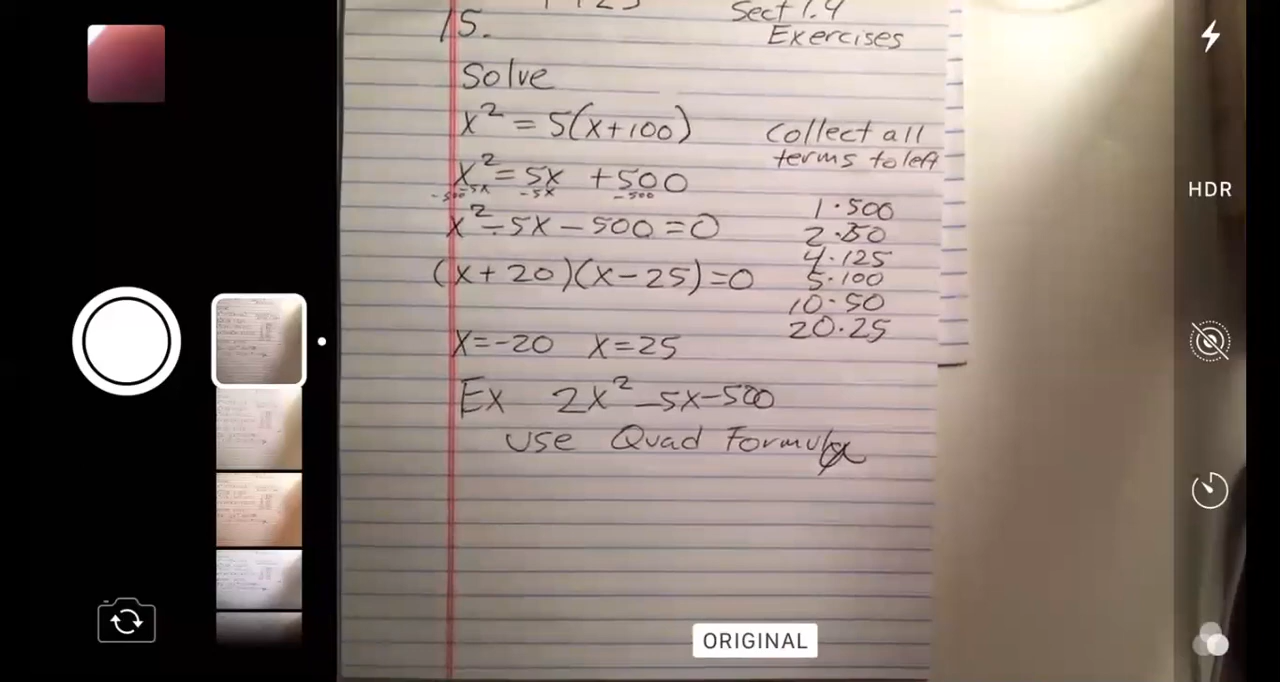 15.
Sect 1.4
Exercises
Solve
x² = 5(x+100)
Collect all
terms to left
x² = 5x + 500
-500 -5x -5x -500
x² - 5x - 500 = 0
(x+20)(x-25)=0
1·500
2·250
4·125
5·100
10·50
20·25
x=-20 x=25
Ex 2x² -5x-500
use Quad Formula
HDR
ORIGINAL